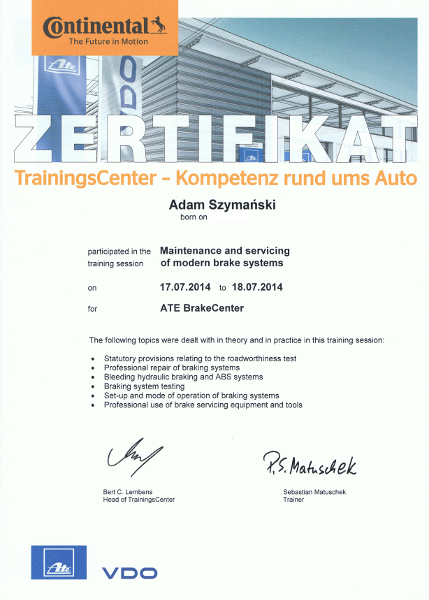 Continental
The Future in Motion
Ate
VDO
ZERTIFIKAT
TrainingsCenter – Kompetenz rund ums Auto
Adam Szymański
born on
participated in the Maintenance and servicing
training session of modern brake systems
on 17.07.2014 to 18.07.2014
for ATE BrakeCenter
The following topics were dealt with in theory and in practice in this training session:
• Statutory provisions relating to the roadworthiness test
• Professional repair of braking systems
• Bleeding hydraulic braking and ABS systems
• Braking system testing
• Set-up and mode of operation of braking systems
• Professional use of brake servicing equipment and tools
P.S. Matuschek
Bert C. Lembens Sebastian Matuschek
Head of TrainingsCenter Trainer
Ate VDO